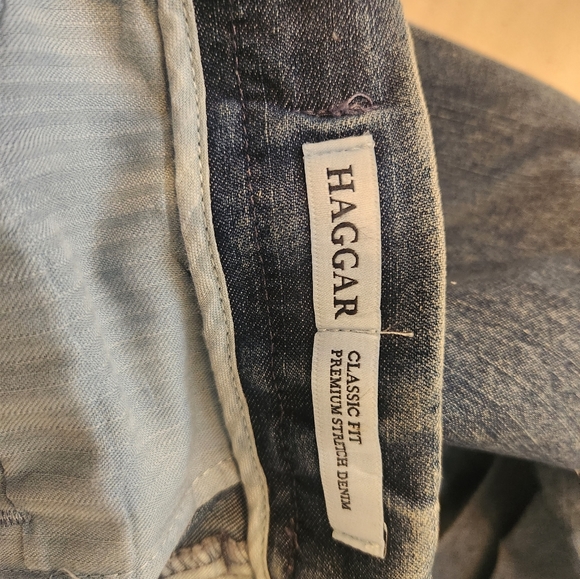 HAGGAR
CLASSIC FIT
PREMIUM STRETCH DENIM